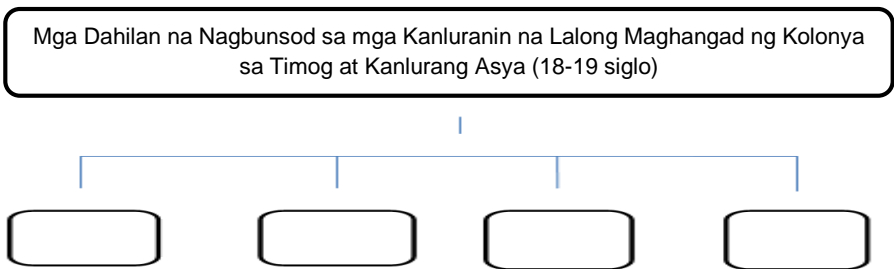 Mga Dahilan na Nagbunsod sa mga Kanluranin na Lalong Maghangad ng Kolonya
sa Timog at Kanlurang Asya (18-19 siglo)